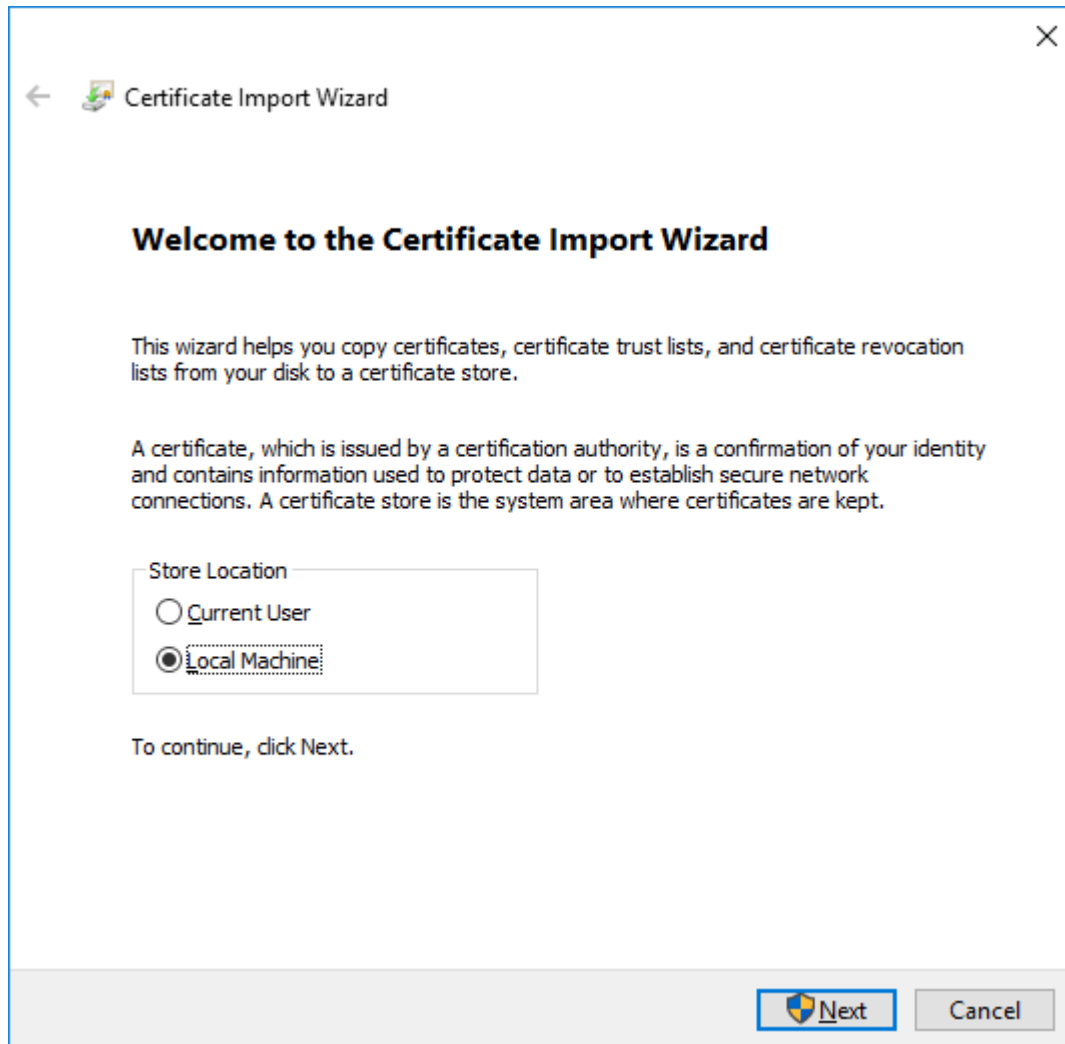 Certificate Import Wizard
Welcome to the Certificate Import Wizard
This wizard helps you copy certificates, certificate trust lists, and certificate revocation
lists from your disk to a certificate store.
A certificate, which is issued by a certification authority, is a confirmation of your identity
and contains information used to protect data or to establish secure network
connections. A certificate store is the system area where certificates are kept.
Store Location
Current User
Local Machine
To continue, click Next.
Next Cancel